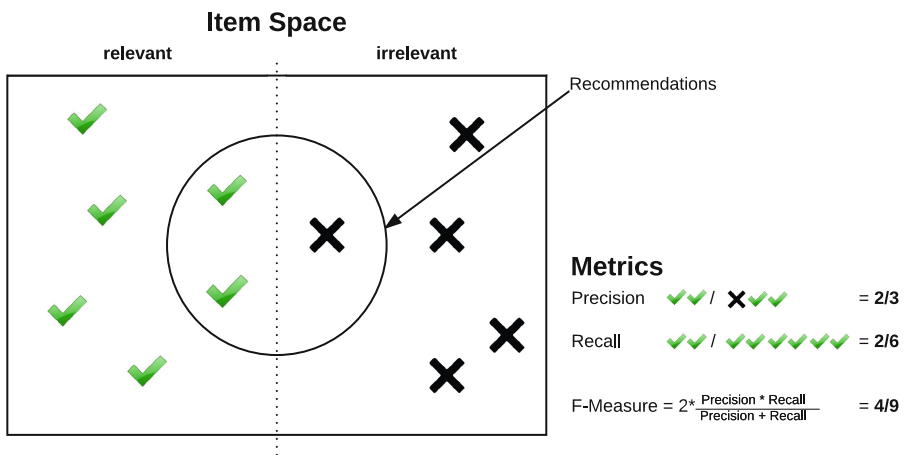 Item Space
relevant
irrelevant
Recommendations
Metrics
Precision / = 2/3
Recall / = 2/6
F-Measure = 2* Precision * Recall / Precision + Recall = 4/9